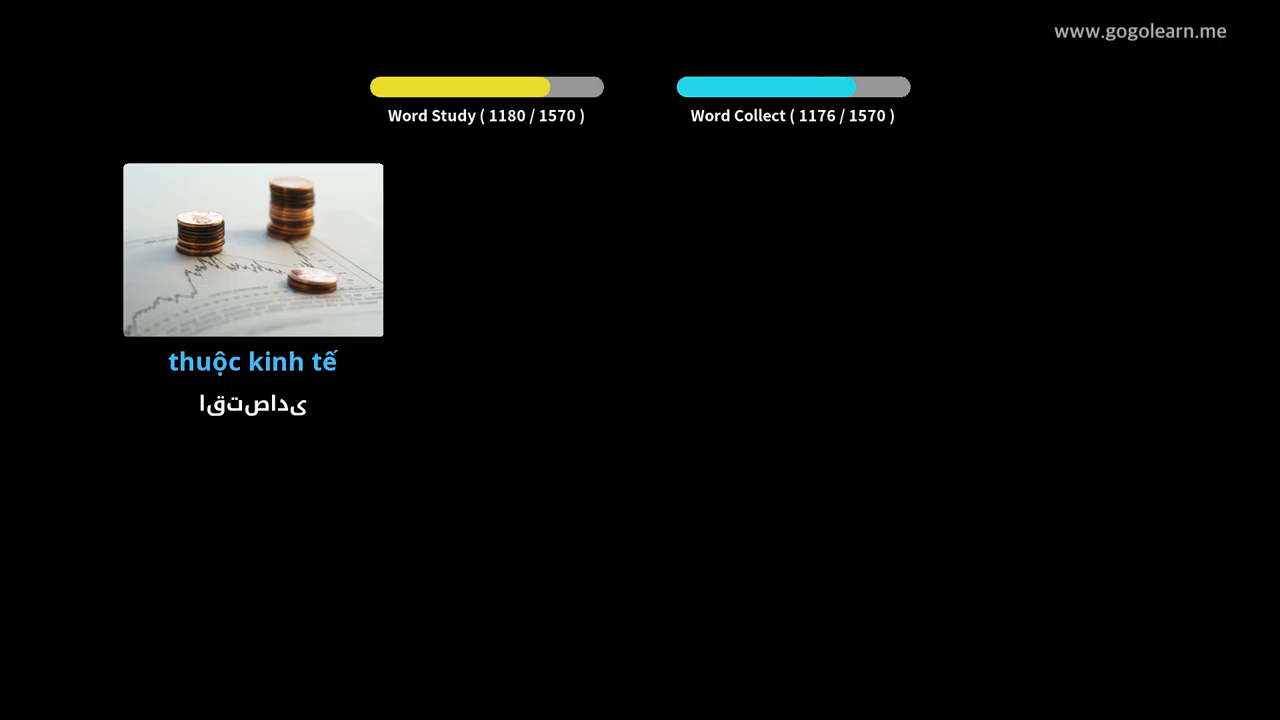 www.gogolearn.me
Word Study ( 1180 / 1570 )
Word Collect ( 1176 / 1570 )
thuộc kinh tế
اقتصادی